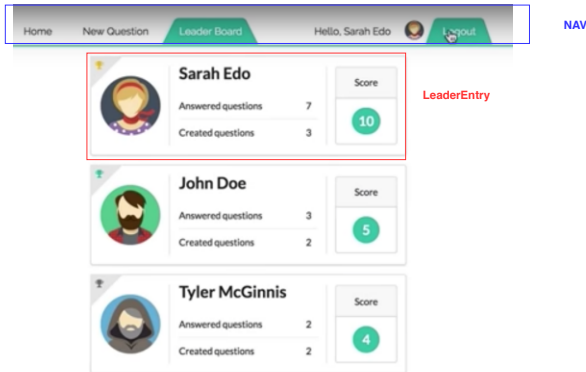 Home New Question Leader Board Hello, Sarah Edo Logout NAV
Sarah Edo
Score
Answered questions 7
LeaderEntry
10
Created questions 3
John Doe
Score
Answered questions 3
5
Created questions 2
Tyler McGinnis
Score
Answered questions 2
4
Created questions 2